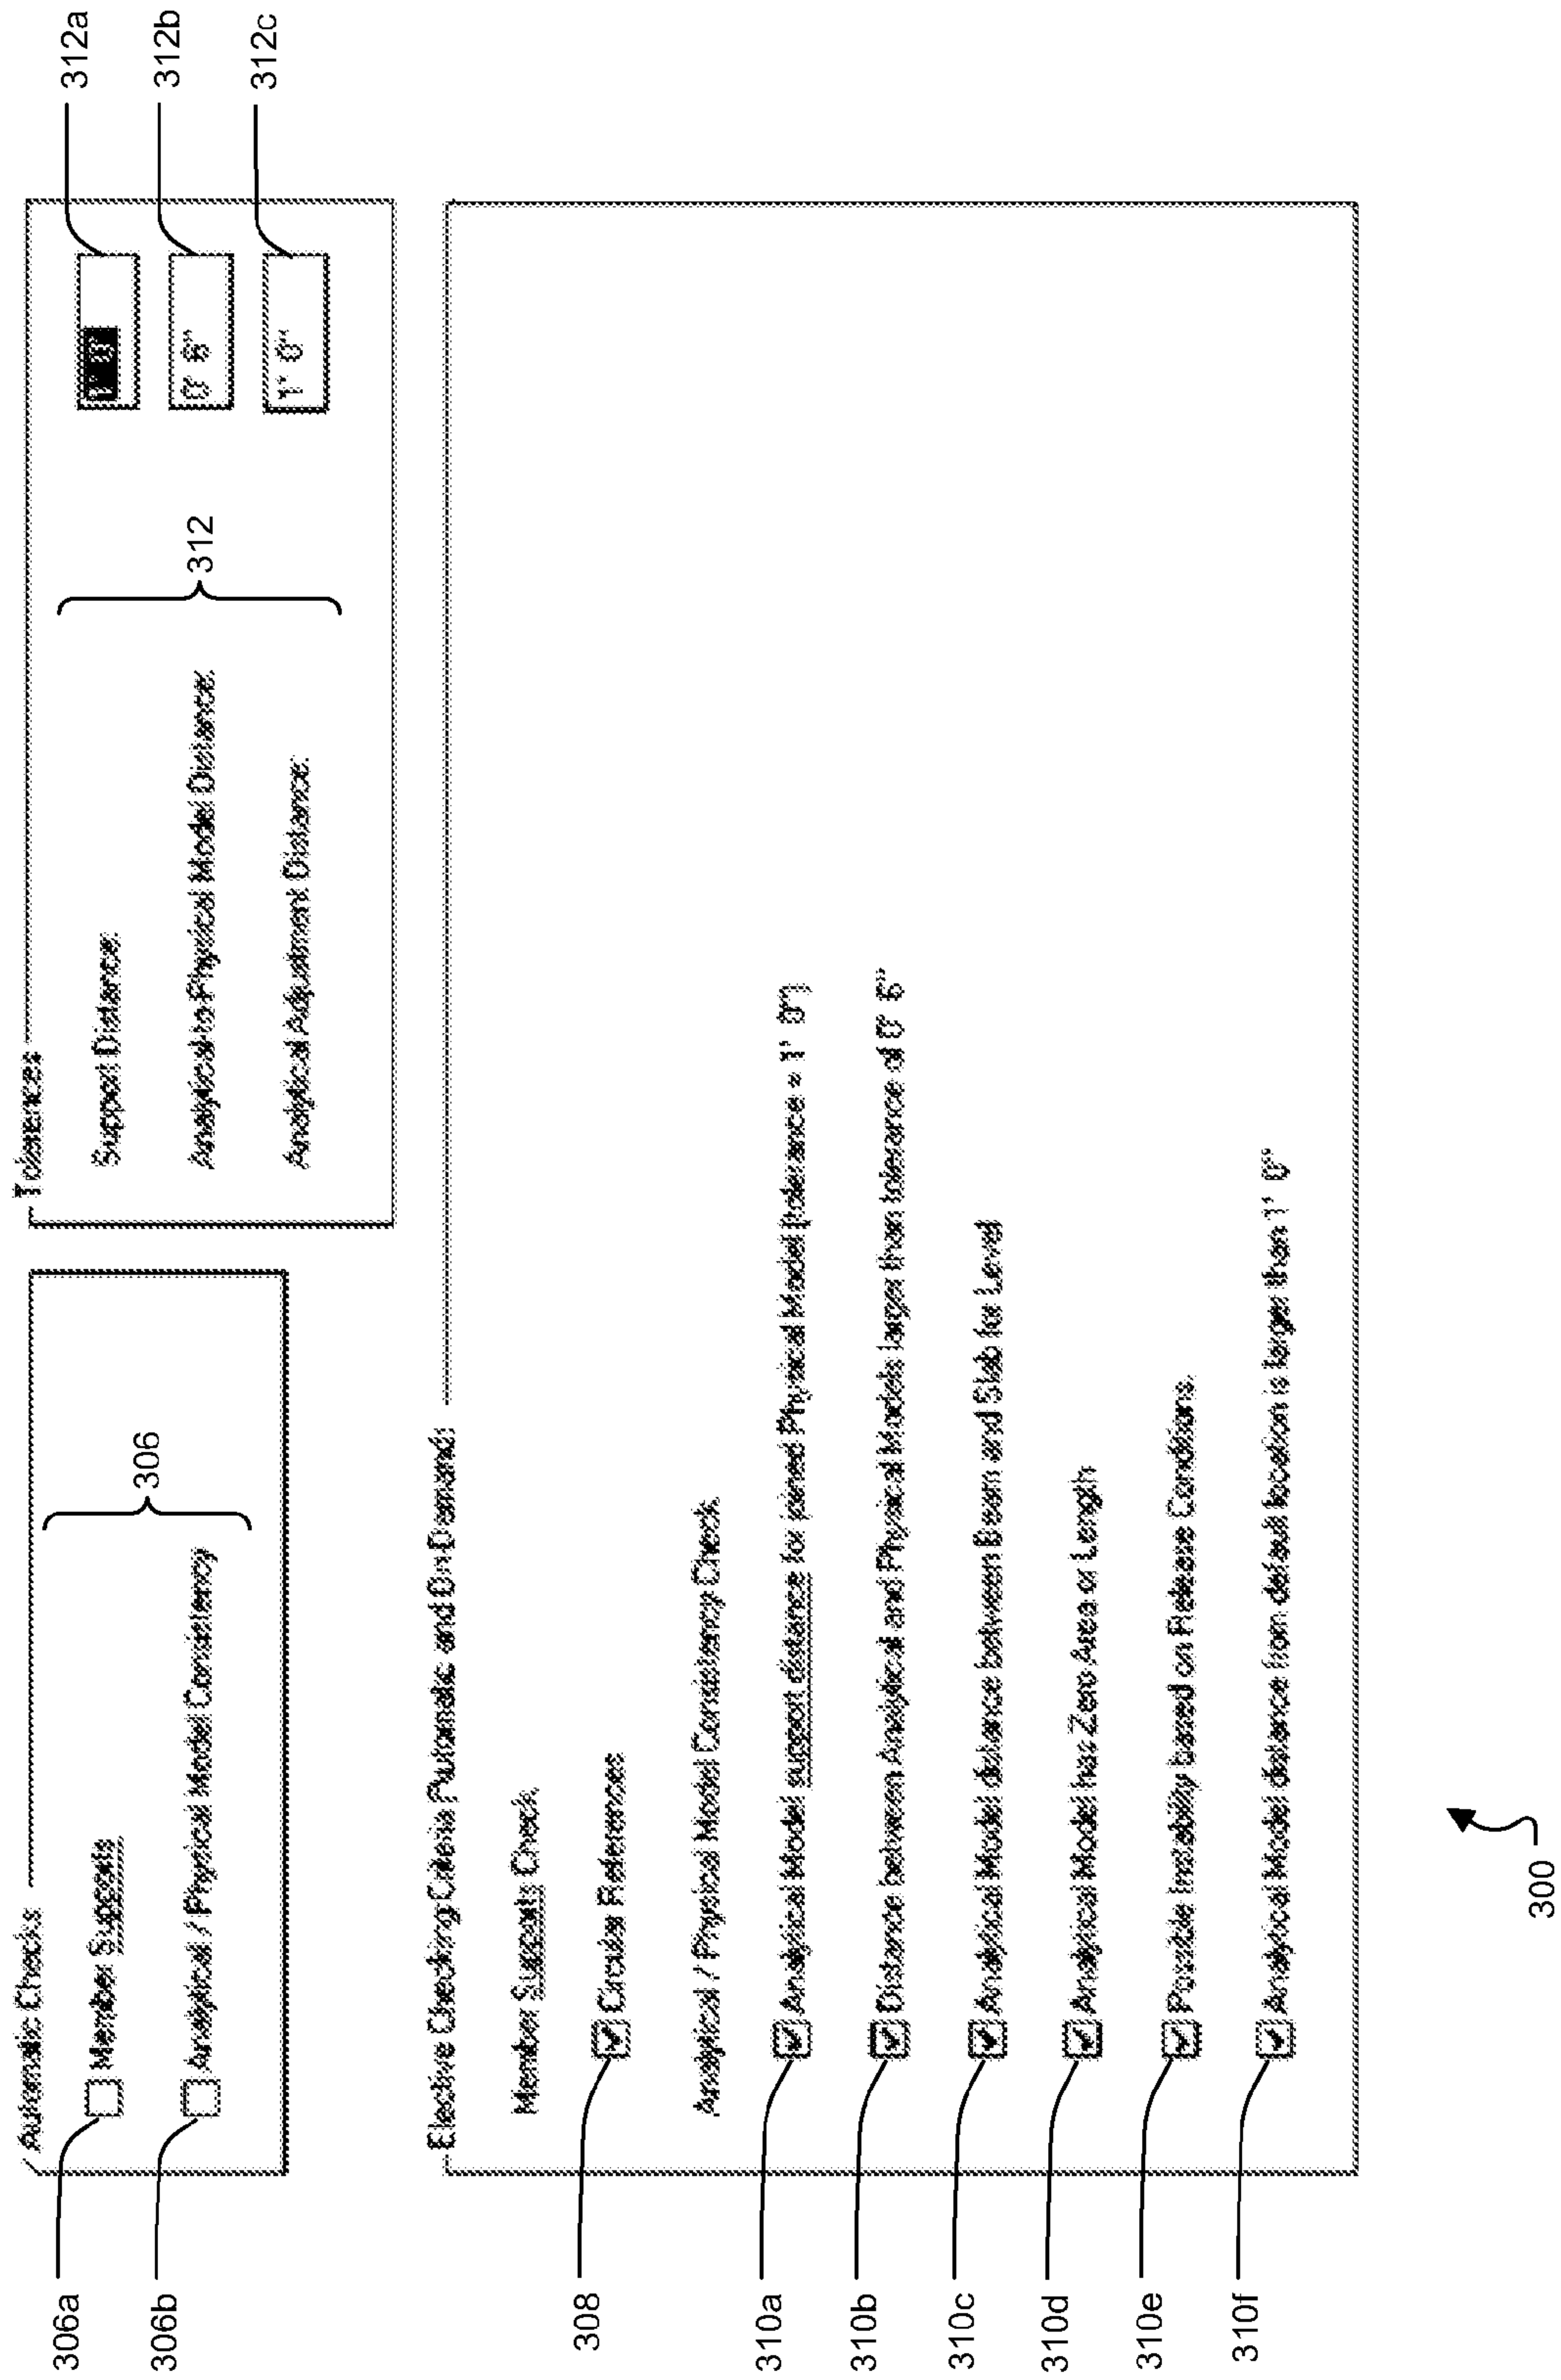 Automatic Checks
306a
Member Supports
306
306b
Analytical / Physical Model Consistency
Tolerances
Support Distance:
312a
Analytical-to-Physical Model Distance:
312
0' 6"
312b
Analytical Adjustment Distance:
1' 0"
312c
Elective Checking Criteria (Automatic and On-Demand)
Member Supports Check.
308
Circular References
Analytical / Physical Model Consistency Check.
310a
Analytical Model support distance for joined Physical Model (tolerance = 1' 0")
310b
Distance between Analytical and Physical Models larger than tolerance of 0' 6"
310c
Analytical Model distance between Beam and Slab for Level
310d
Analytical Model has Zero Area or Length
310e
Possible Instability based on Release Conditions.
310f
Analytical Model distance from default location is larger than 1' 0"
300